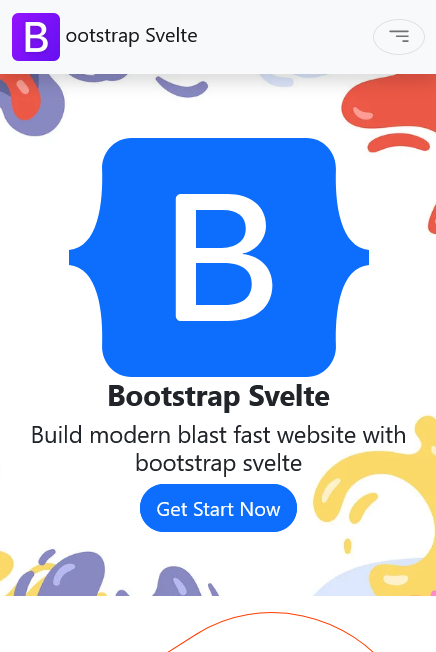 B ootstrap Svelte
B
Bootstrap Svelte
Build modern blast fast website with
bootstrap svelte
Get Start Now